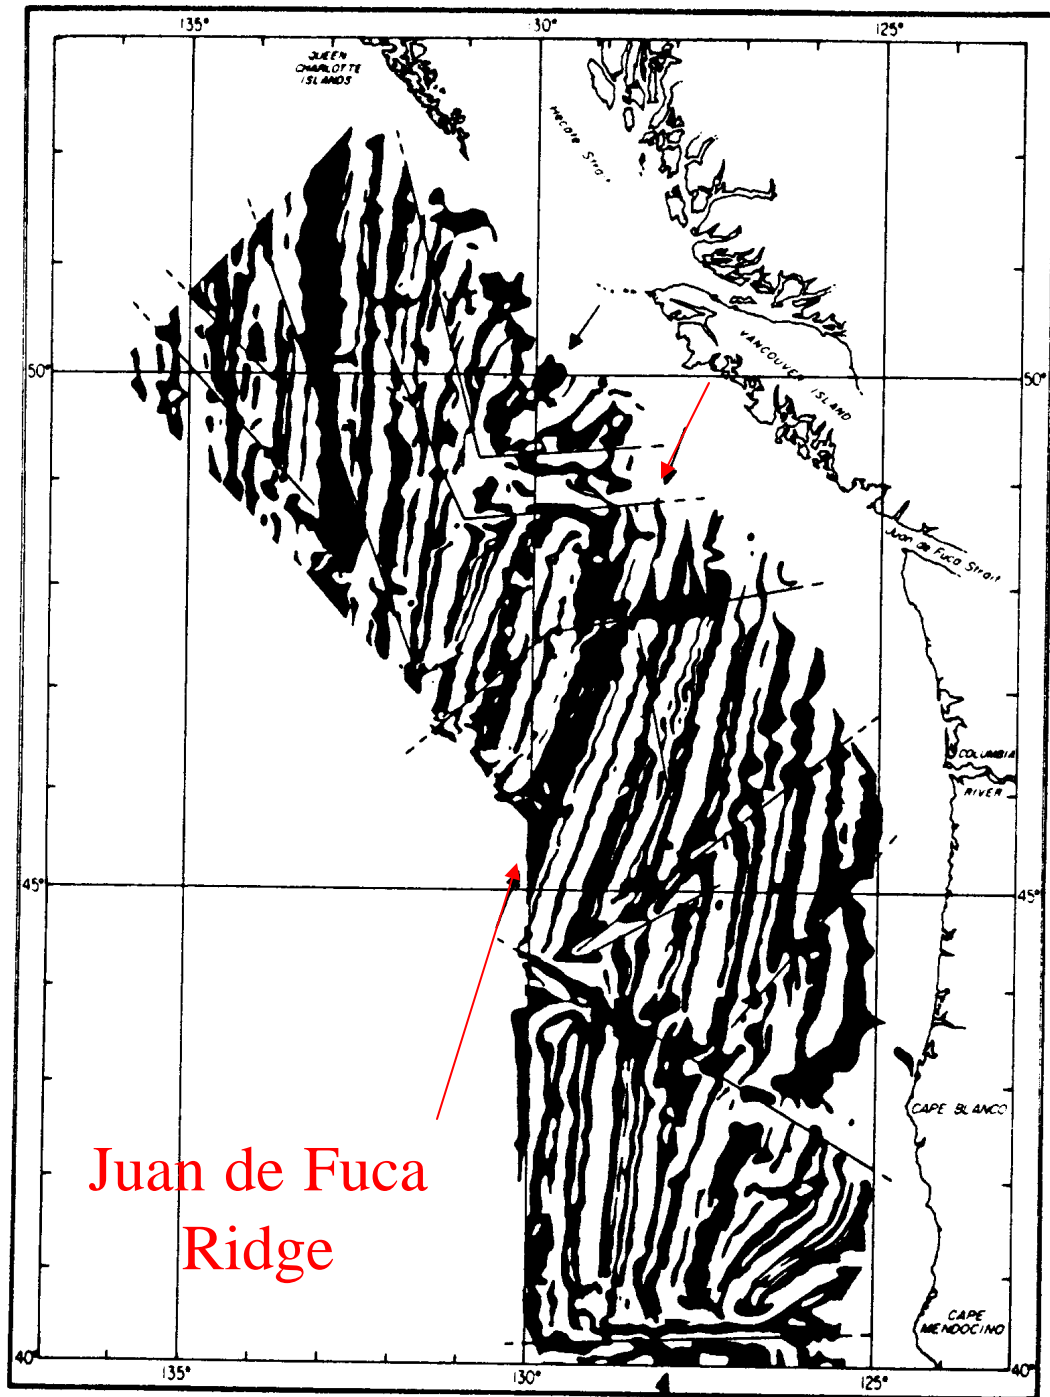 135°
130°
125°
QUEEN
CHARLOTTE
ISLANDS
Hecate Strait
VANCOUVER ISLAND
50°
50°
Juan de Fuca Strait
COLUMBIA
RIVER
45°
45°
CAPE BLANCO
Juan de Fuca
Ridge
CAPE
MENDOCINO
40°
40°
135°
130°
125°